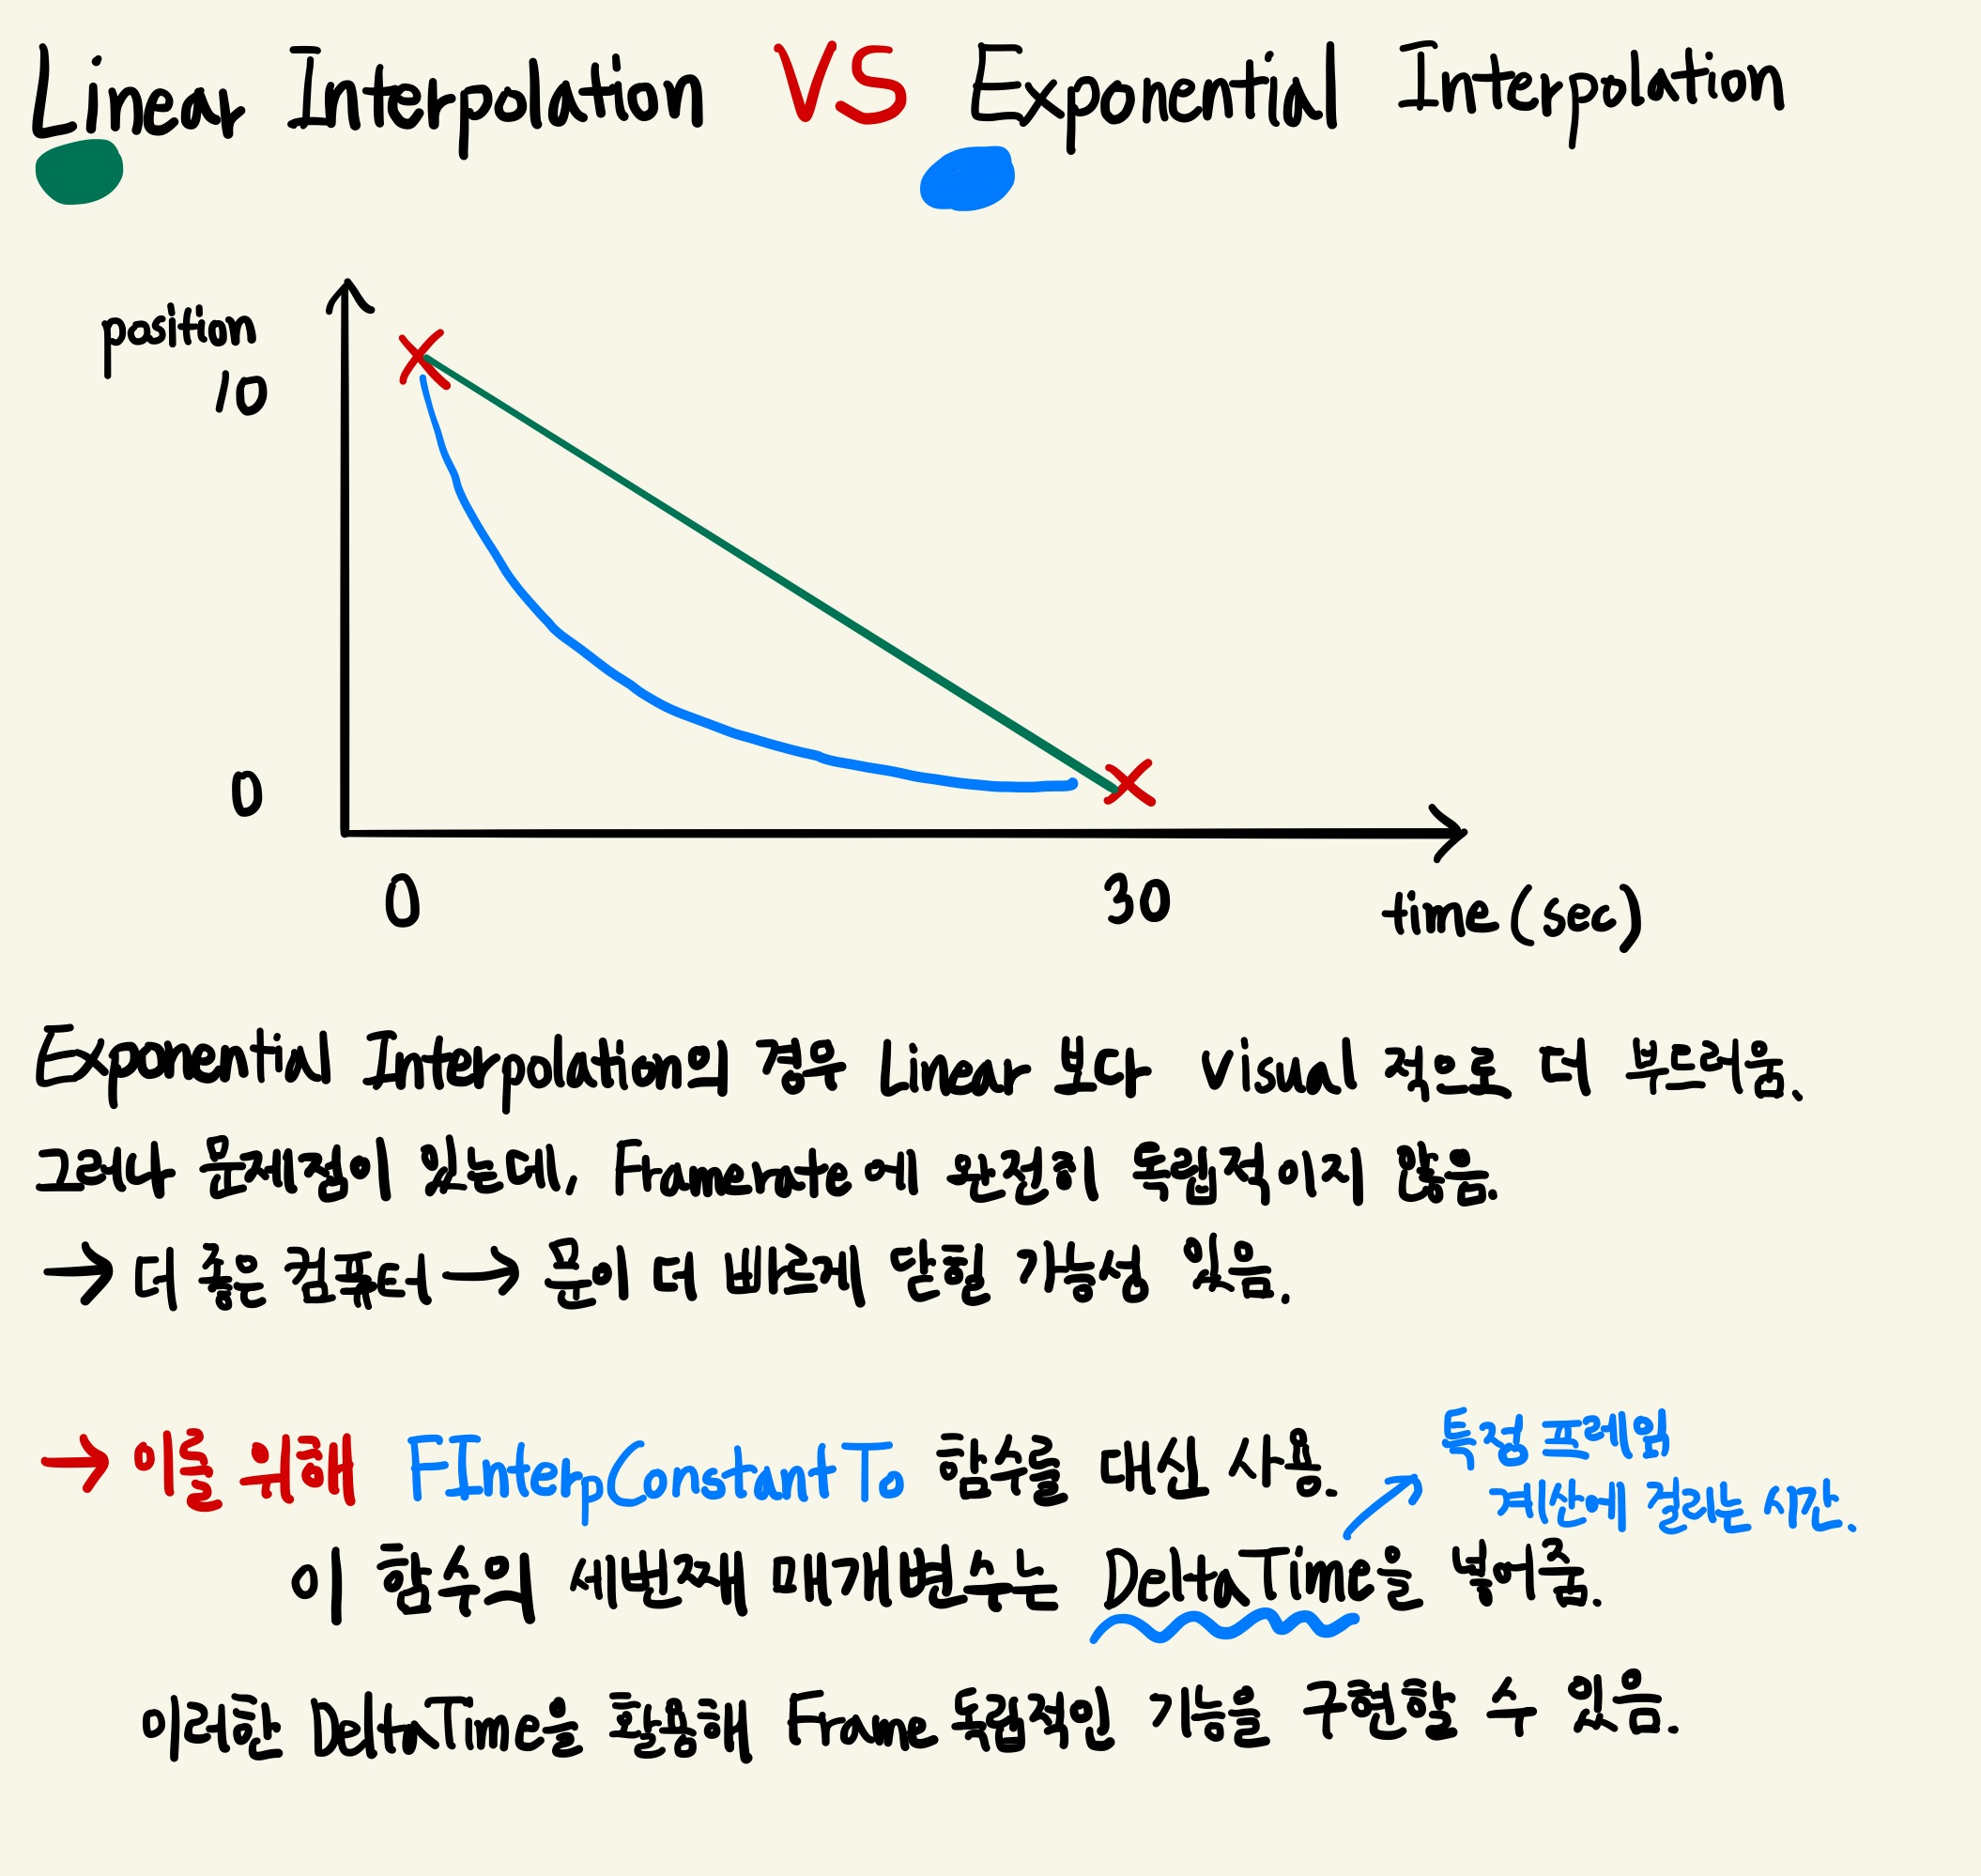 Linear Interpolation VS Exponential Interpolation
position
10
0
0
30
time (sec)
Exponential Interpolation의 경우 Linear 보다 Visual 적으로 더 부드러움.
그러나 문제점이 있는데, Framerate에 완전히 독립적이지 않음.
→ 더 좋은 컴퓨터 → 문이 더 빠르게 닫힐 가능성 있음.
→ 이를 위해 FInterpConstantTo 함수를 대신 사용.
특정 프레임
계산에 걸리는 시간.
이 함수의 세번째 매개변수는 DeltaTime을 넣어줌.
이러한 DeltaTime을 활용해 Frame 독립적인 기능을 구현할 수 있음.